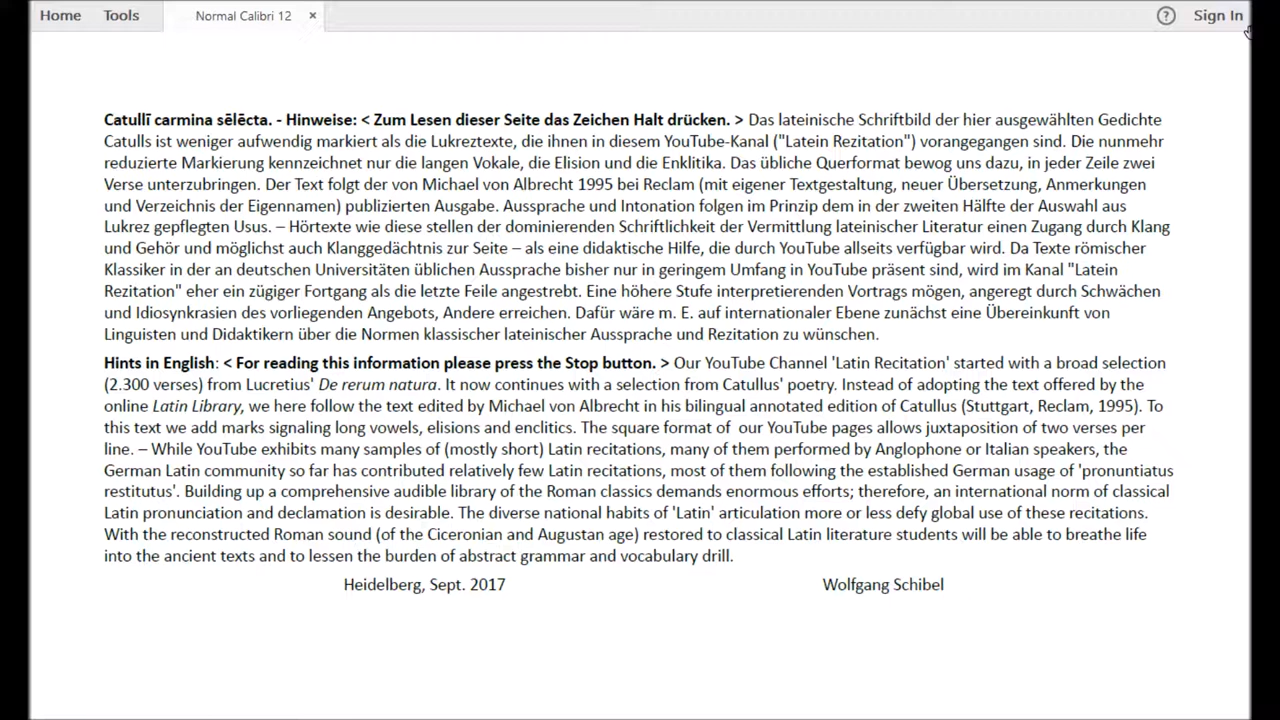 Home Tools Normal Calibri 12 × ? Sign In
Catullī carmina sēlēcta. - Hinweise: < Zum Lesen dieser Seite das Zeichen Halt drücken. > Das lateinische Schriftbild der hier ausgewählten Gedichte
Catulls ist weniger aufwendig markiert als die Lukreztexte, die ihnen in diesem YouTube-Kanal ("Latein Rezitation") vorangegangen sind. Die nunmehr
reduzierte Markierung kennzeichnet nur die langen Vokale, die Elision und die Enklitika. Das übliche Querformat bewog uns dazu, in jeder Zeile zwei
Verse unterzubringen. Der Text folgt der von Michael von Albrecht 1995 bei Reclam (mit eigener Textgestaltung, neuer Übersetzung, Anmerkungen
und Verzeichnis der Eigennamen) publizierten Ausgabe. Aussprache und Intonation folgen im Prinzip dem in der zweiten Hälfte der Auswahl aus
Lukrez gepflegten Usus. – Hörtexte wie diese stellen der dominierenden Schriftlichkeit der Vermittlung lateinischer Literatur einen Zugang durch Klang
und Gehör und möglichst auch Klanggedächtnis zur Seite – als eine didaktische Hilfe, die durch YouTube allseits verfügbar wird. Da Texte römischer
Klassiker in der an deutschen Universitäten üblichen Aussprache bisher nur in geringem Umfang in YouTube präsent sind, wird im Kanal "Latein
Rezitation" eher ein zügiger Fortgang als die letzte Feile angestrebt. Eine höhere Stufe interpretierenden Vortrags mögen, angeregt durch Schwächen
und Idiosynkrasien des vorliegenden Angebots, Andere erreichen. Dafür wäre m. E. auf internationaler Ebene zunächst eine Übereinkunft von
Linguisten und Didaktikern über die Normen klassischer lateinischer Aussprache und Rezitation zu wünschen.
Hints in English: < For reading this information please press the Stop button. > Our YouTube Channel 'Latin Recitation' started with a broad selection
(2.300 verses) from Lucretius' De rerum natura. It now continues with a selection from Catullus' poetry. Instead of adopting the text offered by the
online Latin Library, we here follow the text edited by Michael von Albrecht in his bilingual annotated edition of Catullus (Stuttgart, Reclam, 1995). To
this text we add marks signaling long vowels, elisions and enclitics. The square format of our YouTube pages allows juxtaposition of two verses per
line. – While YouTube exhibits many samples of (mostly short) Latin recitations, many of them performed by Anglophone or Italian speakers, the
German Latin community so far has contributed relatively few Latin recitations, most of them following the established German usage of 'pronuntiatus
restitutus'. Building up a comprehensive audible library of the Roman classics demands enormous efforts; therefore, an international norm of classical
Latin pronunciation and declamation is desirable. The diverse national habits of 'Latin' articulation more or less defy global use of these recitations.
With the reconstructed Roman sound (of the Ciceronian and Augustan age) restored to classical Latin literature students will be able to breathe life
into the ancient texts and to lessen the burden of abstract grammar and vocabulary drill.
Heidelberg, Sept. 2017 Wolfgang Schibel